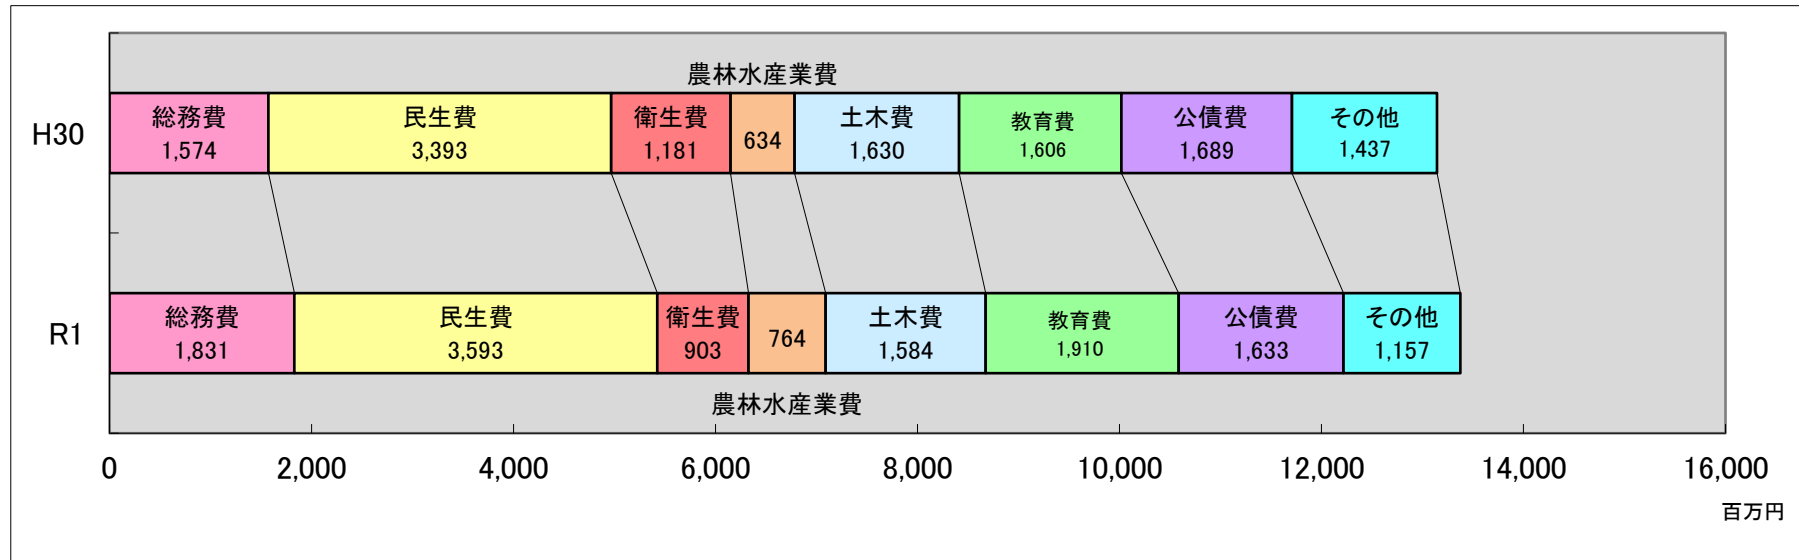 農林水産業費
H30
総務費 民生費 衛生費 634 土木費 教育費 公債費 その他
1,574 3,393 1,181 1,630 1,606 1,689 1,437
R1
総務費 民生費 衛生費 764 土木費 教育費 公債費 その他
1,831 3,593 903 1,584 1,910 1,633 1,157
農林水産業費
0 2,000 4,000 6,000 8,000 10,000 12,000 14,000 16,000
百万円